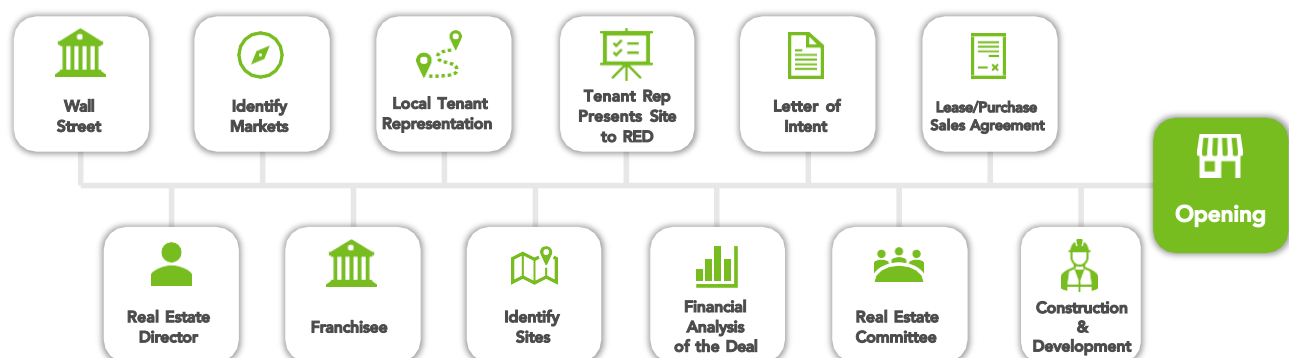 Wall
Street
Identify
Markets
Local Tenant
Representation
Tenant Rep
Presents Site
to RED
Letter of
Intent
Lease/Purchase
Sales Agreement
Opening
Real Estate
Director
Franchisee
Identify
Sites
Financial
Analysis
of the Deal
Real Estate
Committee
Construction
&
Development